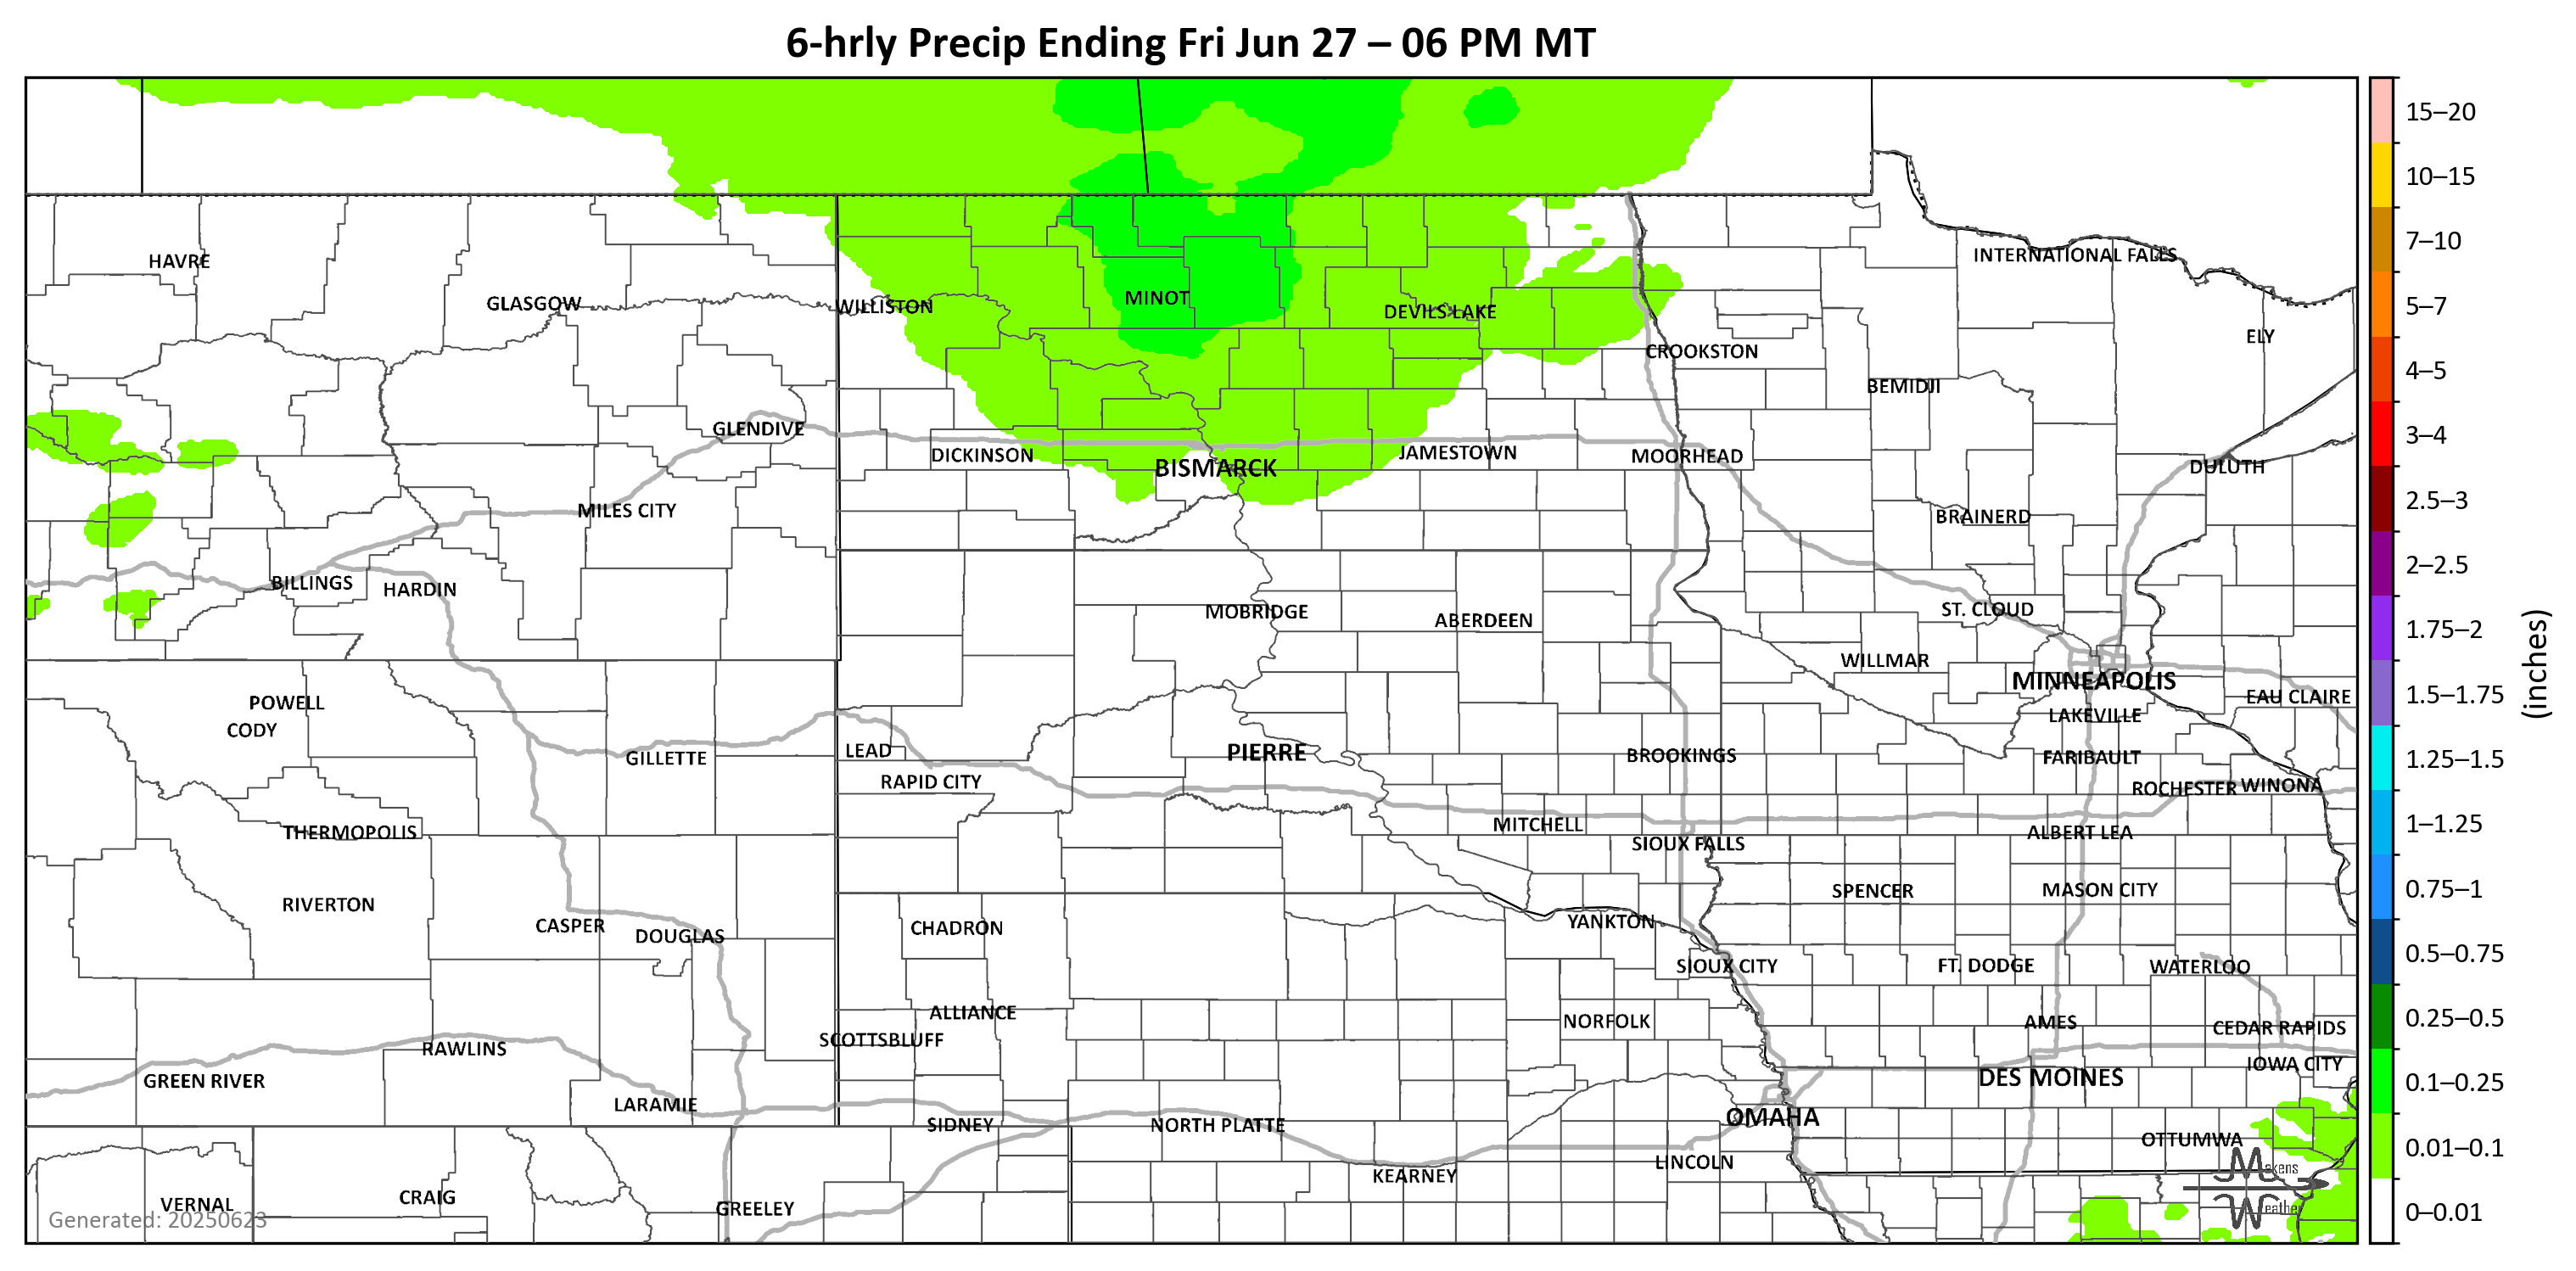 6-hrly Precip Ending Fri Jun 27 – 06 PM MT
15–20
10–15
HAVRE
7–10
INTERNATIONAL FALLS
GLASGOW
WILLISTON
MINOT
DEVILS LAKE
5–7
ELY
CROOKSTON
BEMIDJI
4–5
GLENDIVE
3–4
DICKINSON
BISMARCK
JAMESTOWN
MOORHEAD
DULUTH
MILES CITY
BRAINERD
2.5–3
2–2.5
BILLINGS
HARDIN
MOBRIDGE
ABERDEEN
ST. CLOUD
1.75–2
WILLMAR
MINNEAPOLIS
(inches)
POWELL
EAU CLAIRE
1.5–1.75
CODY
LAKEVILLE
GILLETTE
LEAD
PIERRE
BROOKINGS
FARIBAULT
1.25–1.5
RAPID CITY
ROCHESTER
WINONA
THERMOPOLIS
MITCHELL
SIOUX FALLS
ALBERT LEA
1–1.25
RIVERTON
SPENCER
MASON CITY
0.75–1
CASPER
DOUGLAS
CHADRON
YANKTON
SIOUX CITY
FT. DODGE
WATERLOO
0.5–0.75
ALLIANCE
SCOTTSBLUFF
NORFOLK
AMES
CEDAR RAPIDS
0.25–0.5
RAWLINS
IOWA CITY
GREEN RIVER
DES MOINES
0.1–0.25
LARAMIE
SIDNEY
NORTH PLATTE
OMAHA
OTTUMWA
0.01–0.1
KEARNEY
LINCOLN
Makens
Weather
VERNAL
CRAIG
GREELEY
Generated: 20250623
0–0.01